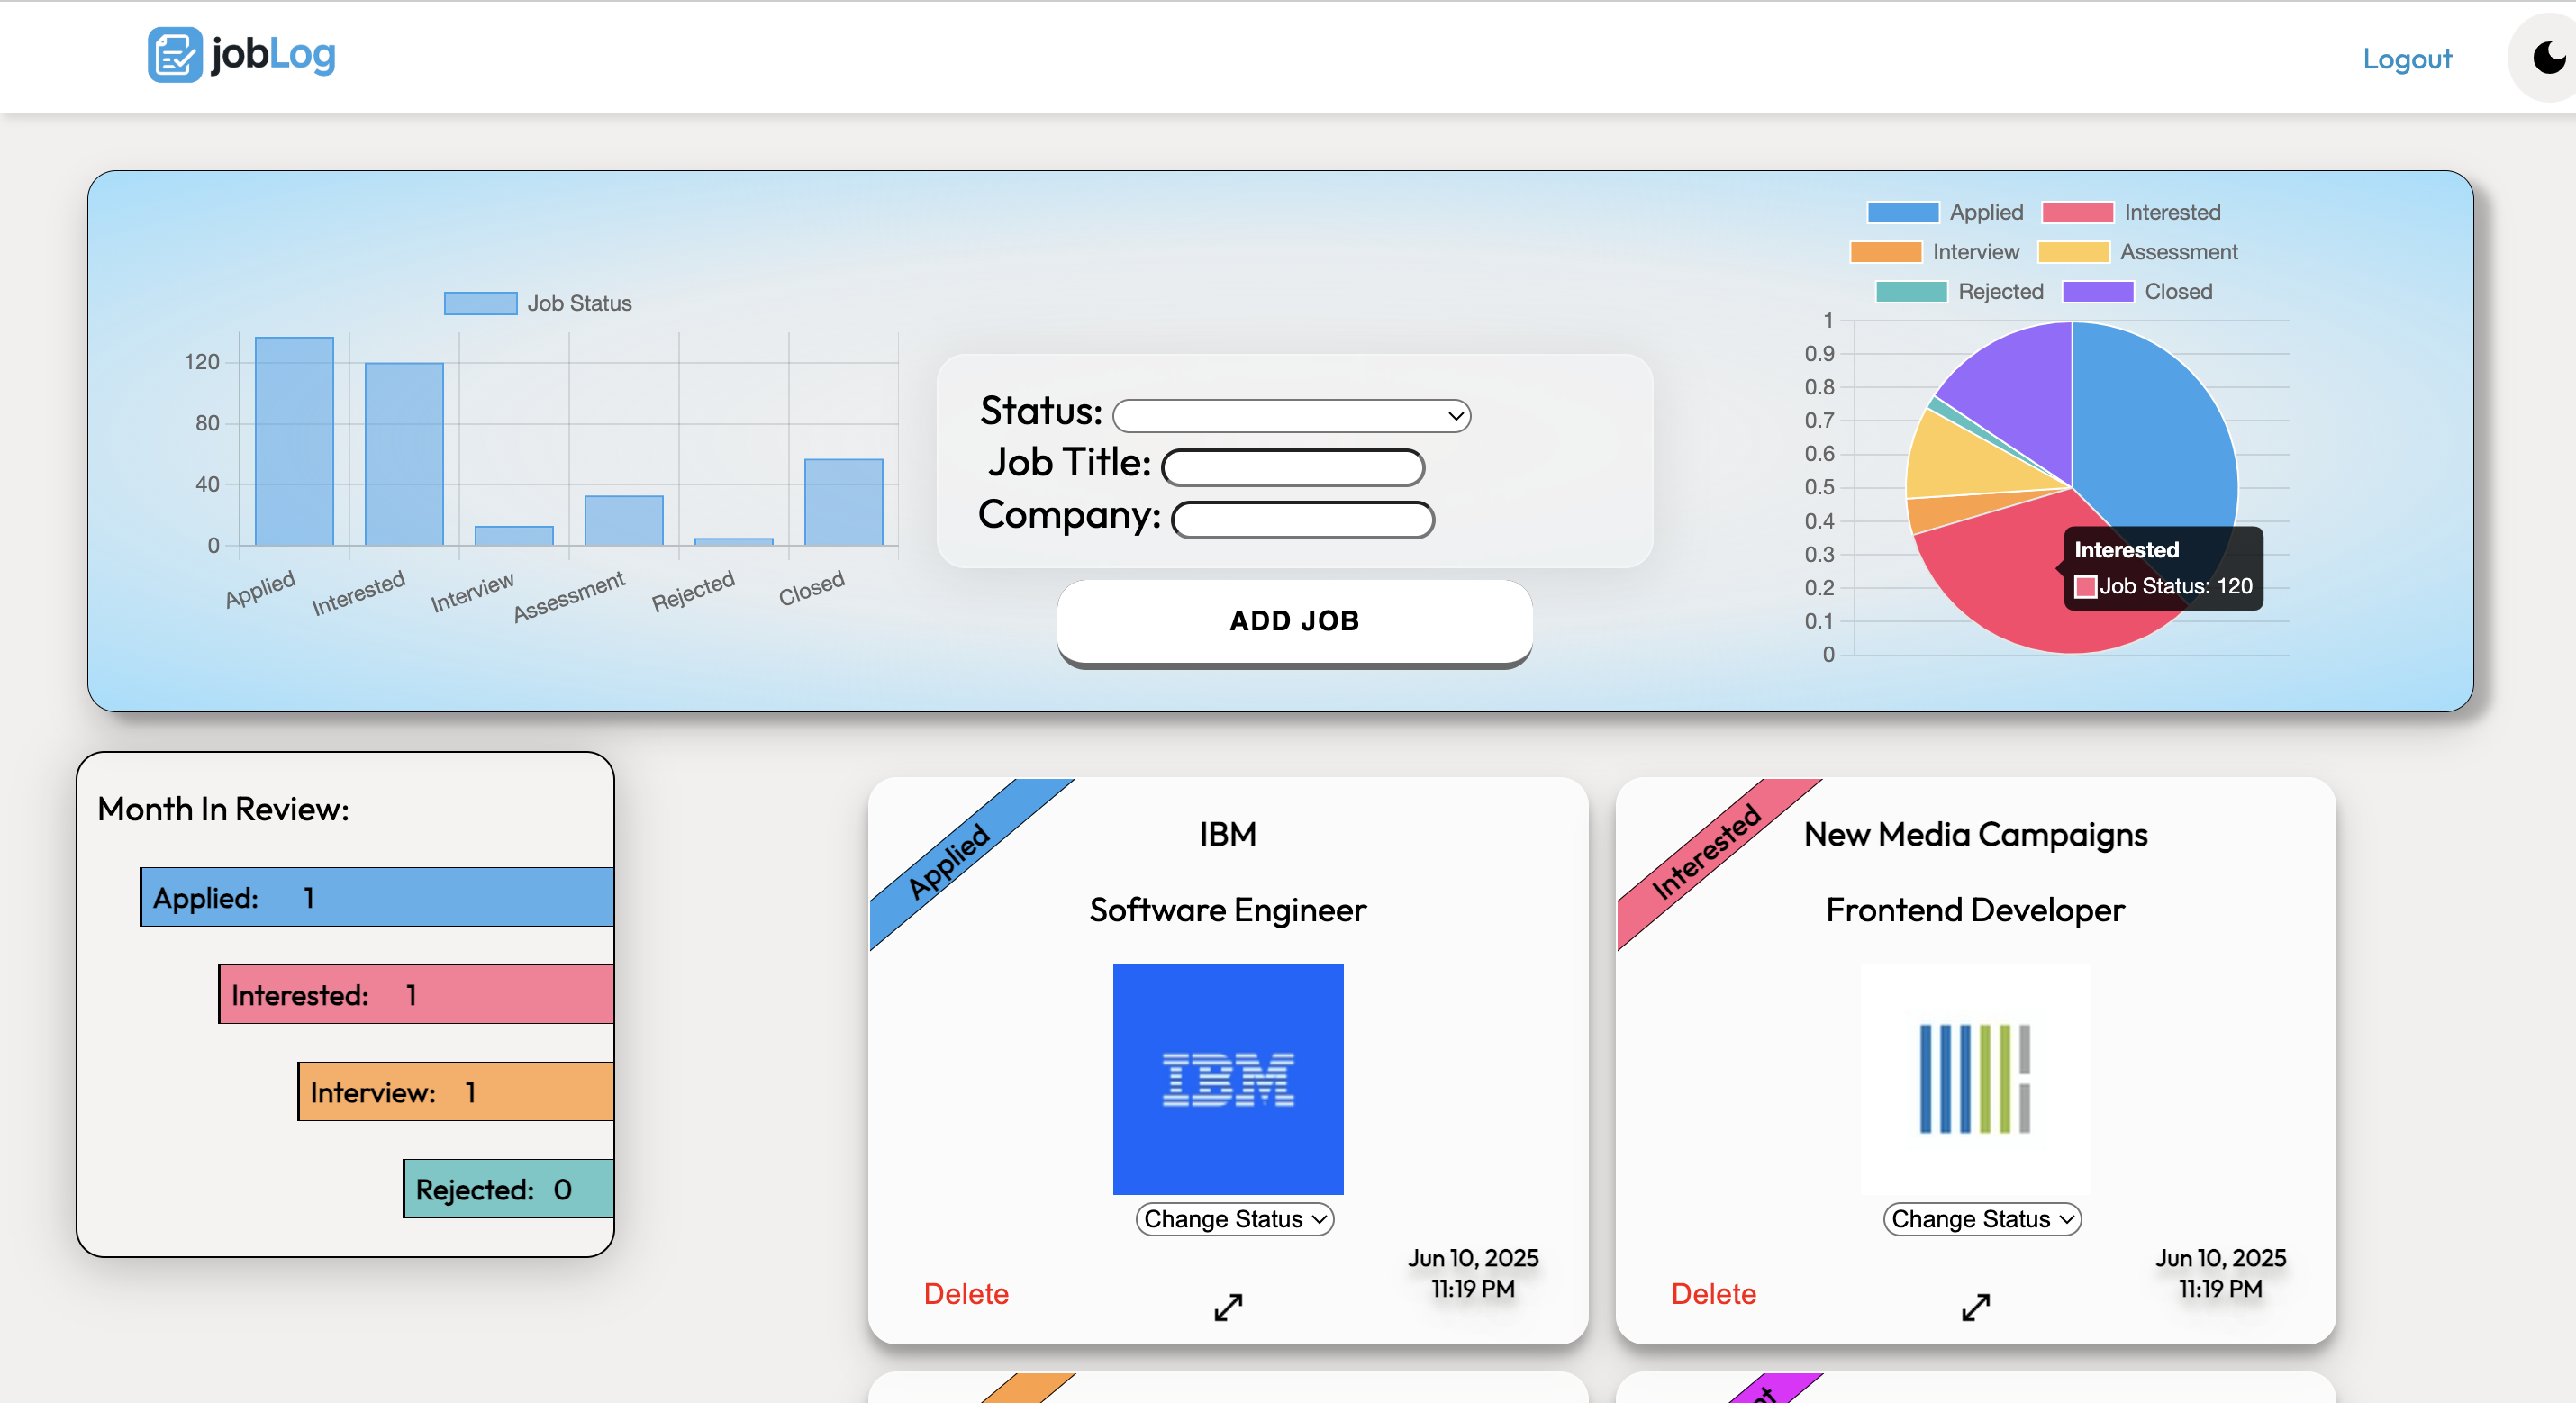 jobLog
Logout
Job Status
120
80
40
0
Applied
Interested
Interview
Assessment
Rejected
Closed
Status:
Job Title:
Company:
ADD JOB
Applied
Interested
Interview
Assessment
Rejected
Closed
1
0.9
0.8
0.7
0.6
0.5
0.4
0.3
0.2
0.1
0
Interested
Job Status: 120
Month In Review:
Applied: 1
Interested: 1
Interview: 1
Rejected: 0
Applied
IBM
Software Engineer
IBM
Change Status
Jun 10, 2025
11:19 PM
Delete
Interested
New Media Campaigns
Frontend Developer
Change Status
Jun 10, 2025
11:19 PM
Delete